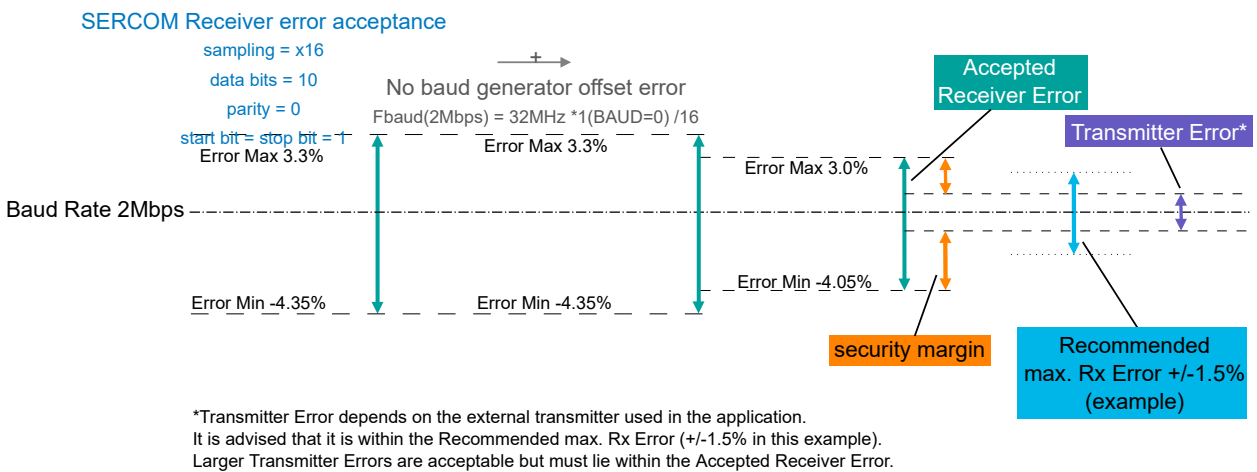 SERCOM Receiver error acceptance
sampling = x16
data bits = 10
parity = 0
start bit = stop bit = 1
+
No baud generator offset error
Fbaud(2Mbps) = 32MHz *1(BAUD=0) /16
Error Max 3.3%
Error Max 3.3%
Error Max 3.0%
Accepted
Receiver Error
Transmitter Error*
Baud Rate 2Mbps
Error Min -4.35%
Error Min -4.35%
Error Min -4.05%
security margin
Recommended
max. Rx Error +/-1.5%
(example)
*Transmitter Error depends on the external transmitter used in the application.
It is advised that it is within the Recommended max. Rx Error (+/-1.5% in this example).
Larger Transmitter Errors are acceptable but must lie within the Accepted Receiver Error.